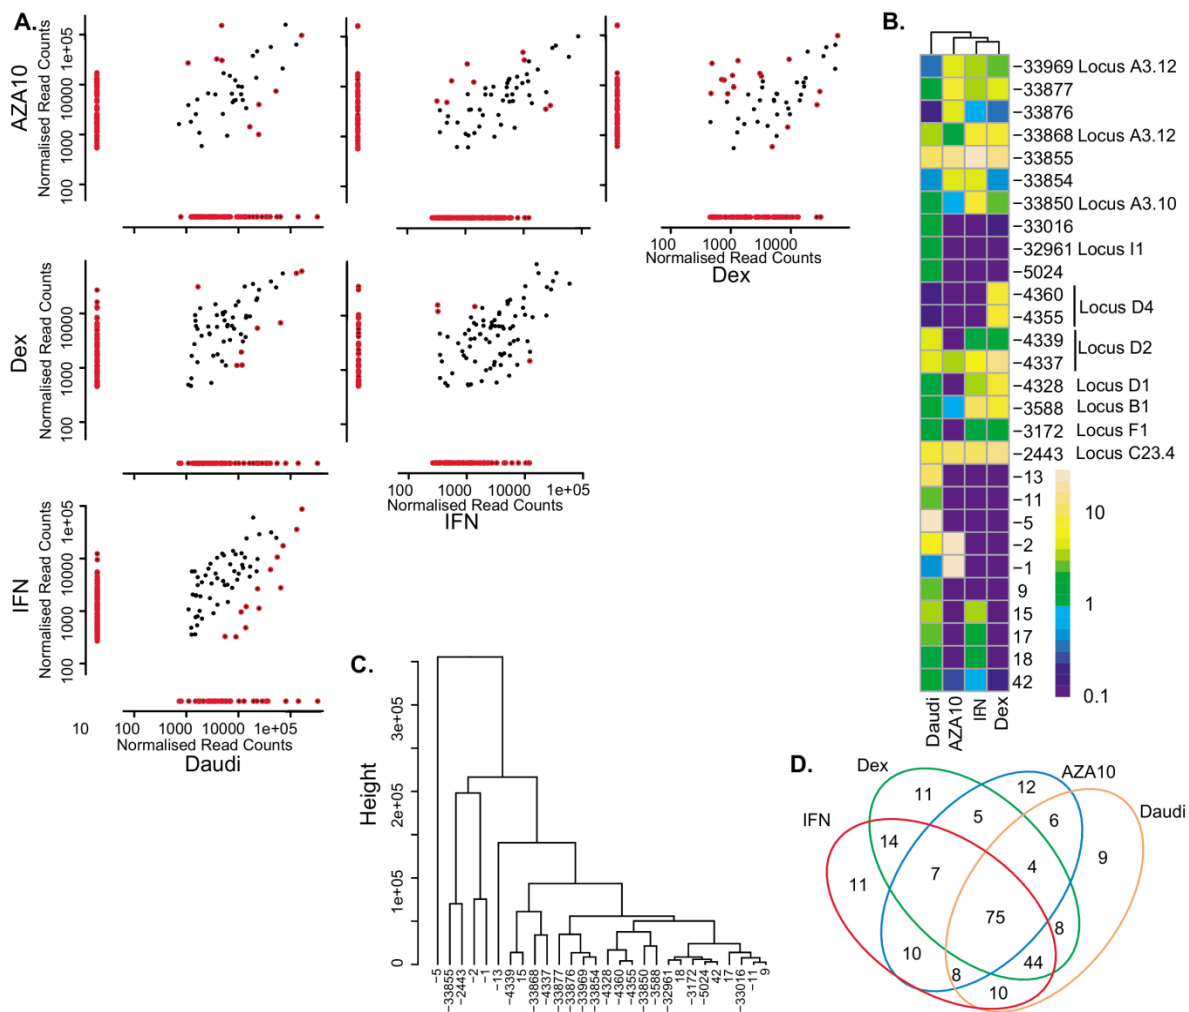 A.
AZA10
Normalised Read Counts
100 1000 10000 1e+05
100 1000 10000
Normalised Read Counts
Dex
Dex
Normalised Read Counts
100 1000 10000
100 1000 10000 1e+05
Normalised Read Counts
IFN
IFN
Normalised Read Counts
100 1000 10000 1e+05
10 100 1000 10000 1e+05
Normalised Read Counts
Daudi
B.
−33969 Locus A3.12
−33877
−33876
−33868 Locus A3.12
−33855
−33854
−33850 Locus A3.10
−33016
−32961 Locus I1
−5024
−4360
Locus D4
−4355
−4339
Locus D2
−4337
−4328 Locus D1
−3588 Locus B1
−3172 Locus F1
−2443 Locus C23.4
−13
−11
−5
−2
−1
9
15
17
18
42
10
1
0.1
Daudi AZA10 IFN Dex
C.
Height
0 1e+05 2e+05 3e+05
−5 −33855 −2443 −2 −1 −13 −4339 15 −33868 −4337 −33877 −33876 −33969 −33854 −4328 −4360 −4355 −33850 −3588 −32961 18 −3172 −5024 42 17 −33016 −11 9
D.
Dex
AZA10
IFN
Daudi
11 12
5 6
14 4 9
11 7
75
8
10 8 44
10